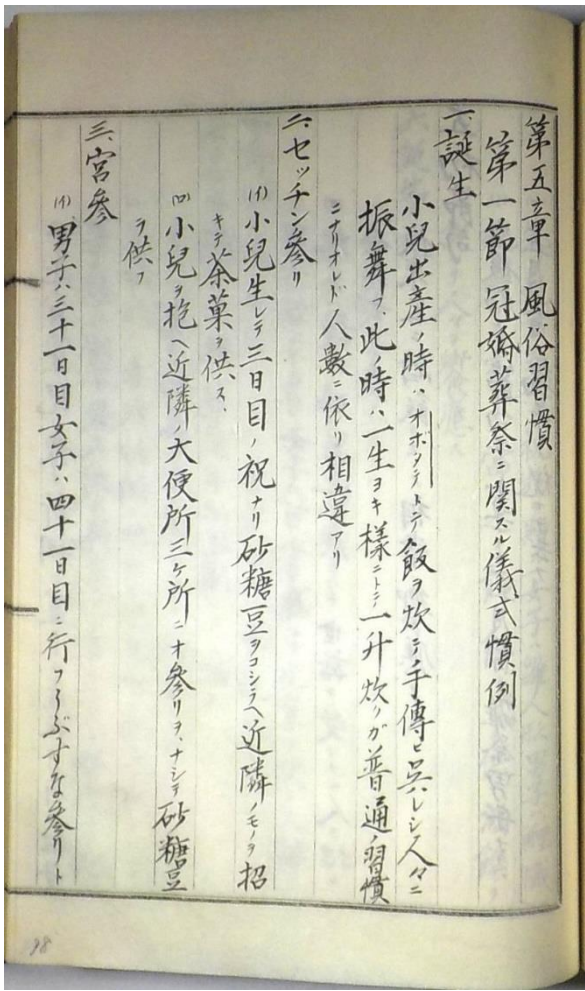 第五章 風俗習慣
第一節 冠婚葬祭ニ関スル儀式慣例
一、誕生
小兒出產ノ時ハオボタテトテ飯ヲ炊テ手傳ヒ呉レシ人々ニ
振舞フ、此ノ時ハ一生ヨキ様ニトテ一升炊クガ普通ノ習慣
ニナリオレド人數ニ依リ相違アリ
二、セッチン参リ
(イ)小兒生レテ三日目ノ祝ナリ砂糖豆ヲコシラヘ近隣ノモノヲ招
キテ茶菓ヲ供ス、
(ロ)小兒ヲ抱ヘ近隣ノ大便所三ヶ所ニオ参リヲナシテ砂糖豆
ヲ供フ
三、宮参
(イ)男子ハ三十一日目女子ハ四十一日目ニ行フうぶすな参リト
98